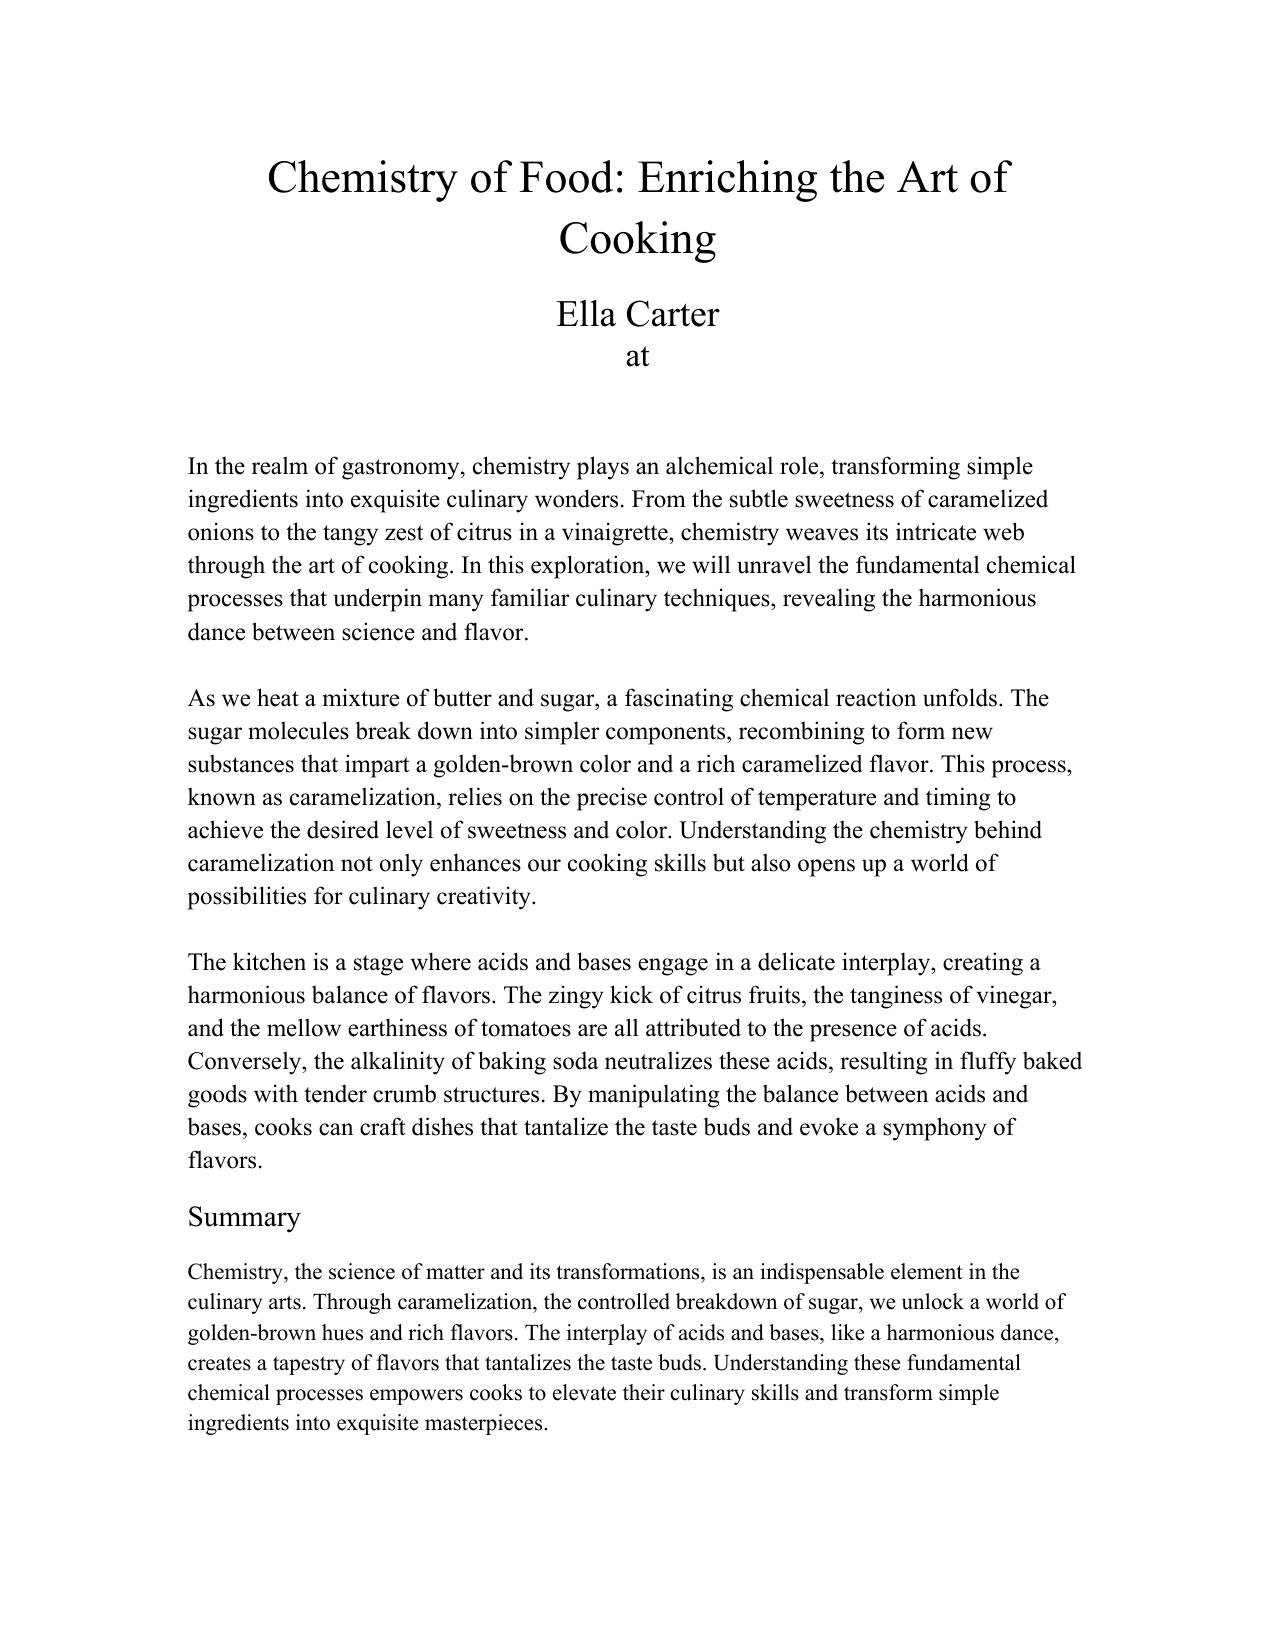 Chemistry of Food: Enriching the Art of
Cooking
Ella Carter
at
In the realm of gastronomy, chemistry plays an alchemical role, transforming simple
ingredients into exquisite culinary wonders. From the subtle sweetness of caramelized
onions to the tangy zest of citrus in a vinaigrette, chemistry weaves its intricate web
through the art of cooking. In this exploration, we will unravel the fundamental chemical
processes that underpin many familiar culinary techniques, revealing the harmonious
dance between science and flavor.
As we heat a mixture of butter and sugar, a fascinating chemical reaction unfolds. The
sugar molecules break down into simpler components, recombining to form new
substances that impart a golden-brown color and a rich caramelized flavor. This process,
known as caramelization, relies on the precise control of temperature and timing to
achieve the desired level of sweetness and color. Understanding the chemistry behind
caramelization not only enhances our cooking skills but also opens up a world of
possibilities for culinary creativity.
The kitchen is a stage where acids and bases engage in a delicate interplay, creating a
harmonious balance of flavors. The zingy kick of citrus fruits, the tanginess of vinegar,
and the mellow earthiness of tomatoes are all attributed to the presence of acids.
Conversely, the alkalinity of baking soda neutralizes these acids, resulting in fluffy baked
goods with tender crumb structures. By manipulating the balance between acids and
bases, cooks can craft dishes that tantalize the taste buds and evoke a symphony of
flavors.
Summary
Chemistry, the science of matter and its transformations, is an indispensable element in the
culinary arts. Through caramelization, the controlled breakdown of sugar, we unlock a world of
golden-brown hues and rich flavors. The interplay of acids and bases, like a harmonious dance,
creates a tapestry of flavors that tantalizes the taste buds. Understanding these fundamental
chemical processes empowers cooks to elevate their culinary skills and transform simple
ingredients into exquisite masterpieces.